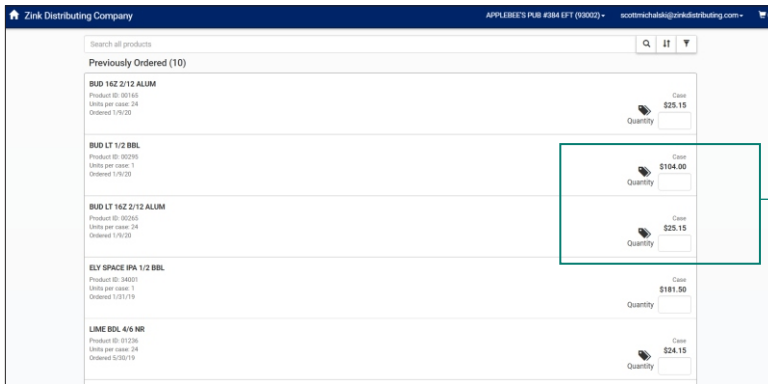 Zink Distributing Company
APPLEBEE'S PUB #384 EFT (93002)
scottmichalski@zinkdistributing.com
Search all products
Previously Ordered (10)
BUD 16Z 2/12 ALUM
Product ID: 00165
Units per case: 24
Ordered 1/9/20
Case
$25.15
Quantity
BUD LT 1/2 BBL
Product ID: 00295
Units per case: 1
Ordered 1/9/20
Case
$104.00
Quantity
BUD LT 16Z 2/12 ALUM
Product ID: 00265
Units per case: 24
Ordered 1/9/20
Case
$25.15
Quantity
ELY SPACE IPA 1/2 BBL
Product ID: 34001
Units per case: 1
Ordered 1/31/19
Case
$181.50
Quantity
LIME BDL 4/6 NR
Product ID: 01236
Units per case: 24
Ordered 5/30/19
Case
$24.15
Quantity